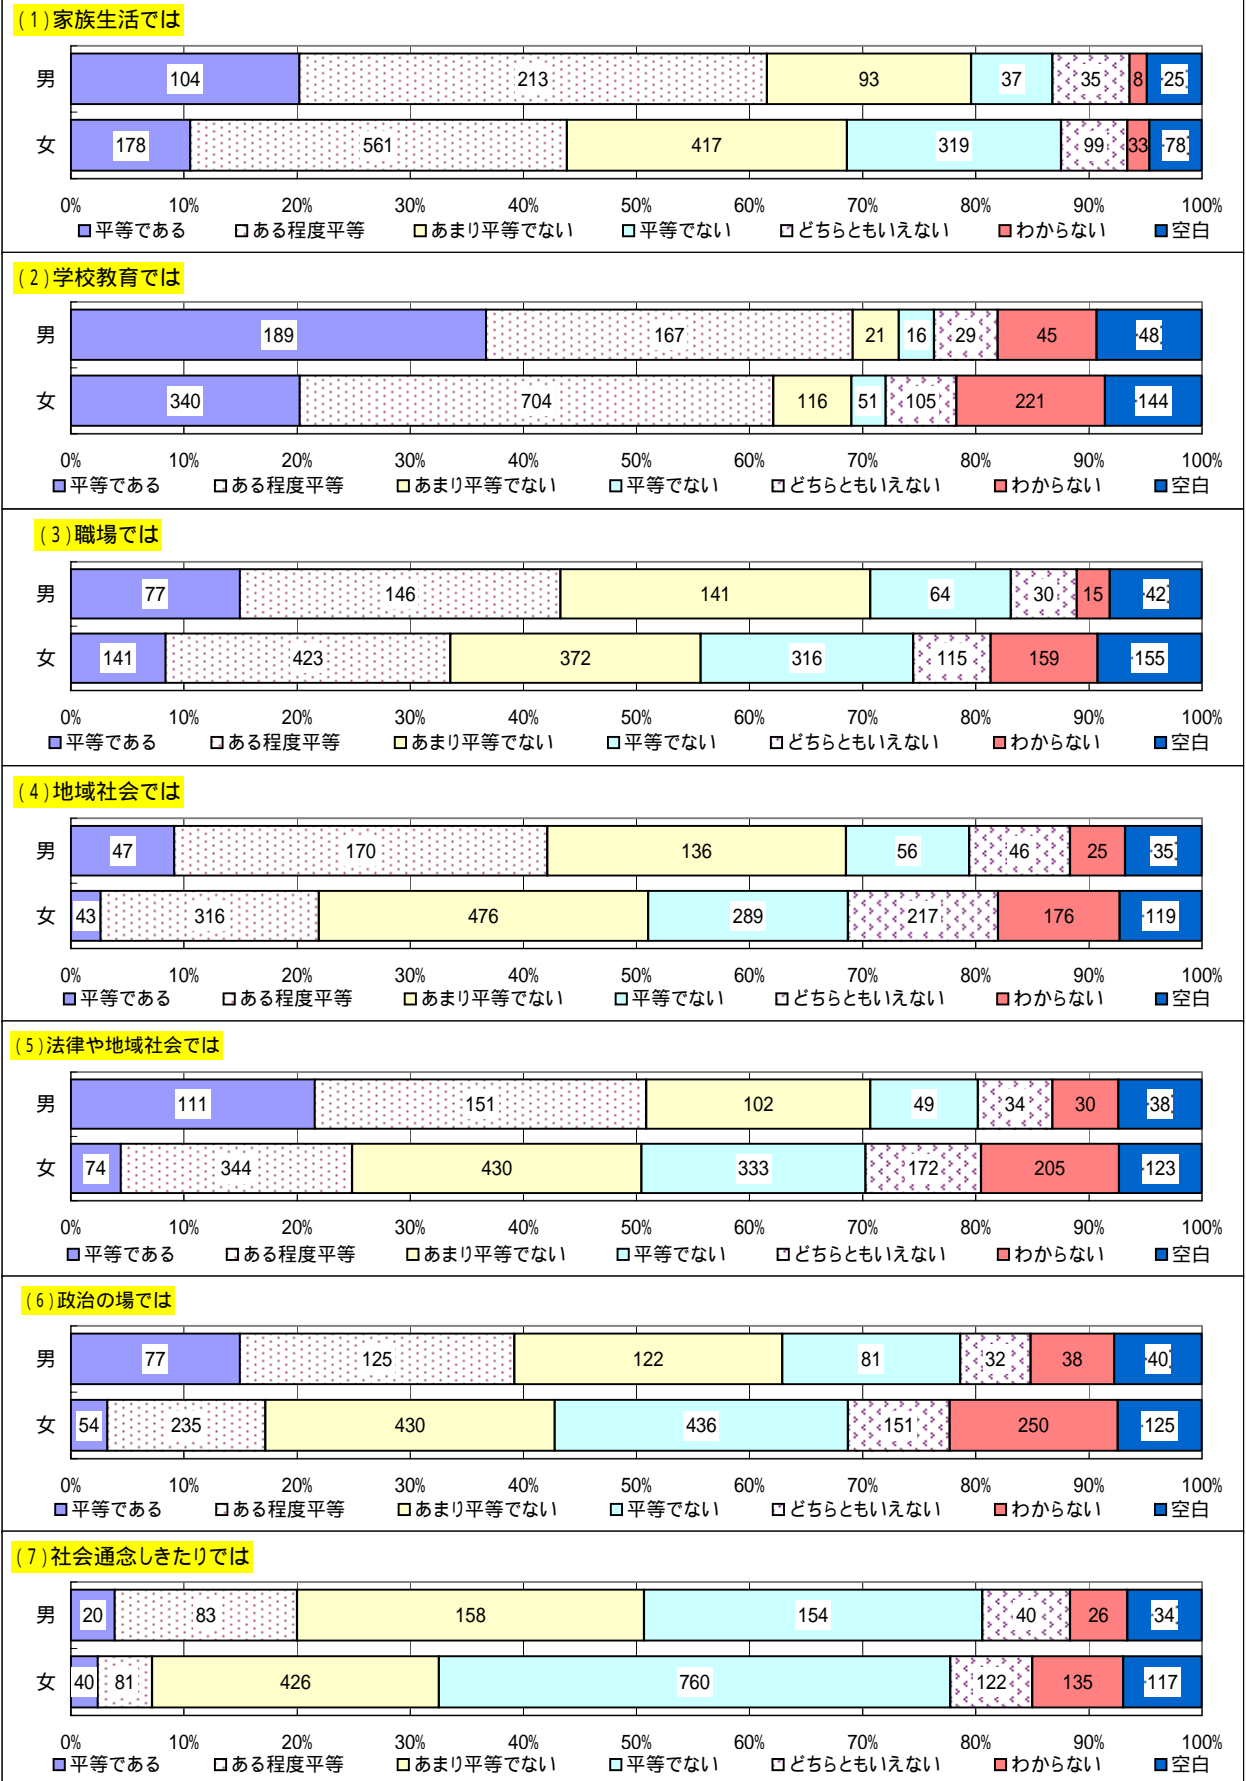 (1)家族生活では
男 104 213 93 37 35 8 25
女 178 561 417 319 99 33 78
0% 10% 20% 30% 40% 50% 60% 70% 80% 90% 100%
平等である ある程度平等 あまり平等でない 平等でない どちらともいえない わからない 空白
(2)学校教育では
男 189 167 21 16 29 45 48
女 340 704 116 51 105 221 144
0% 10% 20% 30% 40% 50% 60% 70% 80% 90% 100%
平等である ある程度平等 あまり平等でない 平等でない どちらともいえない わからない 空白
(3)職場では
男 77 146 141 64 30 15 42
女 141 423 372 316 115 159 155
0% 10% 20% 30% 40% 50% 60% 70% 80% 90% 100%
平等である ある程度平等 あまり平等でない 平等でない どちらともいえない わからない 空白
(4)地域社会では
男 47 170 136 56 46 25 35
女 43 316 476 289 217 176 119
0% 10% 20% 30% 40% 50% 60% 70% 80% 90% 100%
平等である ある程度平等 あまり平等でない 平等でない どちらともいえない わからない 空白
(5)法律や地域社会では
男 111 151 102 49 34 30 38
女 74 344 430 333 172 205 123
0% 10% 20% 30% 40% 50% 60% 70% 80% 90% 100%
平等である ある程度平等 あまり平等でない 平等でない どちらともいえない わからない 空白
(6)政治の場では
男 77 125 122 81 32 38 40
女 54 235 430 436 151 250 125
0% 10% 20% 30% 40% 50% 60% 70% 80% 90% 100%
平等である ある程度平等 あまり平等でない 平等でない どちらともいえない わからない 空白
(7)社会通念しきたりでは
男 20 83 158 154 40 26 34
女 40 81 426 760 122 135 117
0% 10% 20% 30% 40% 50% 60% 70% 80% 90% 100%
平等である ある程度平等 あまり平等でない 平等でない どちらともいえない わからない 空白